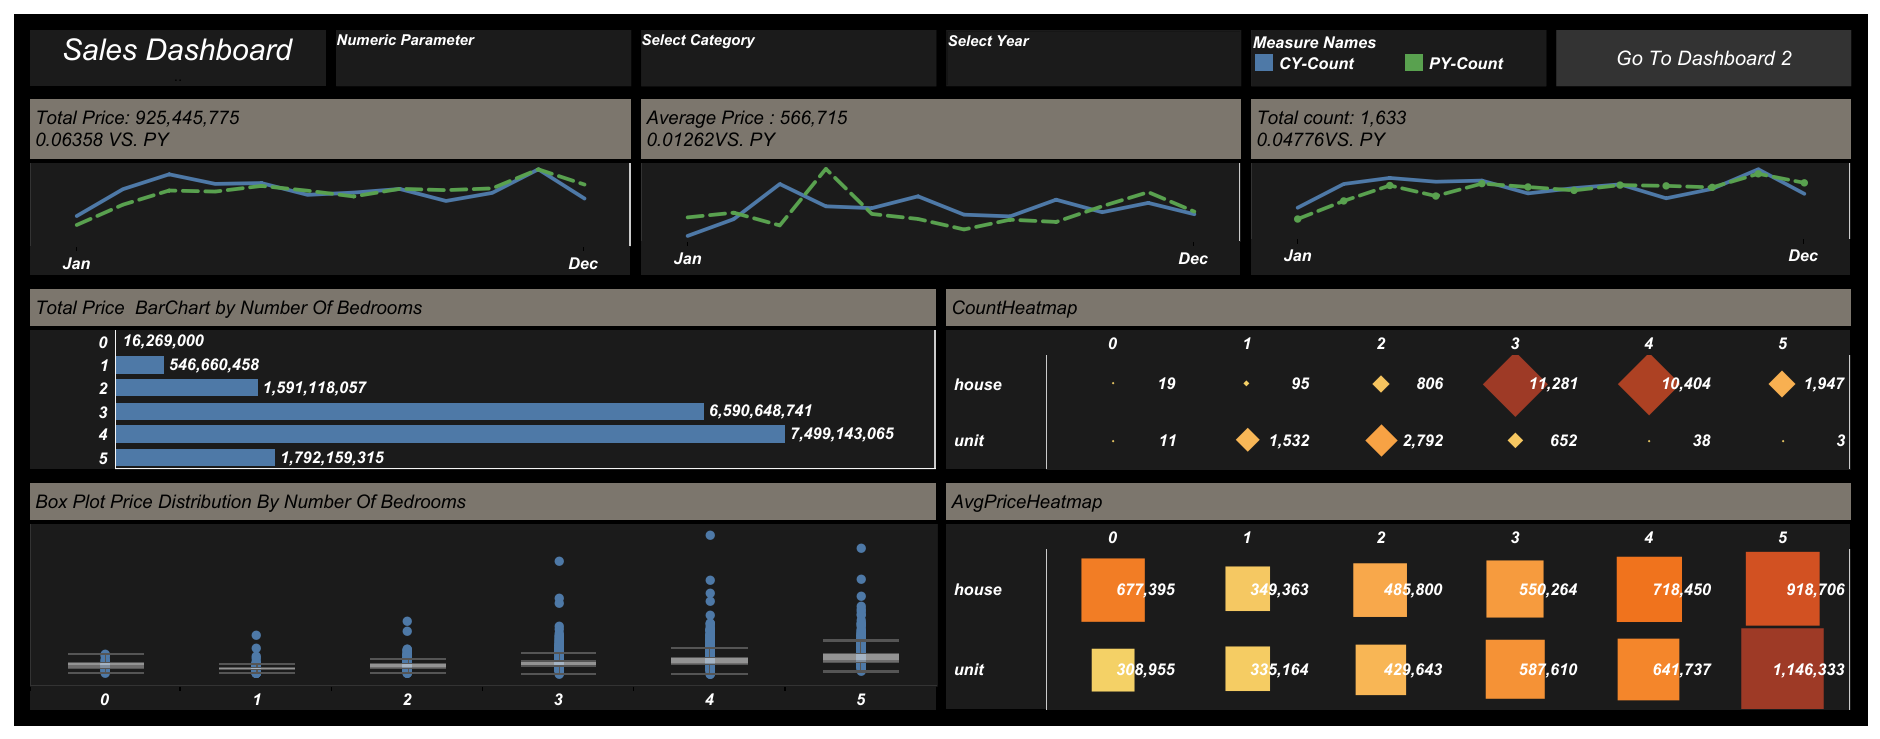 Sales Dashboard
Numeric Parameter
Select Category
Select Year
Measure Names
CY-Count
PY-Count
Go To Dashboard 2
Total Price: 925,445,775
0.06358 VS. PY
Average Price : 566,715
0.01262VS. PY
Total count: 1,633
0.04776VS. PY
Jan Dec
Jan Dec
Jan Dec
Total Price  BarChart by Number Of Bedrooms
0 16,269,000
1 546,660,458
2 1,591,118,057
3 6,590,648,741
4 7,499,143,065
5 1,792,159,315
CountHeatmap
0 1 2 3 4 5
house 19 95 806 11,281 10,404 1,947
unit 11 1,532 2,792 652 38 3
Box Plot Price Distribution By Number Of Bedrooms
0 1 2 3 4 5
AvgPriceHeatmap
0 1 2 3 4 5
house 677,395 349,363 485,800 550,264 718,450 918,706
unit 308,955 335,164 429,643 587,610 641,737 1,146,333